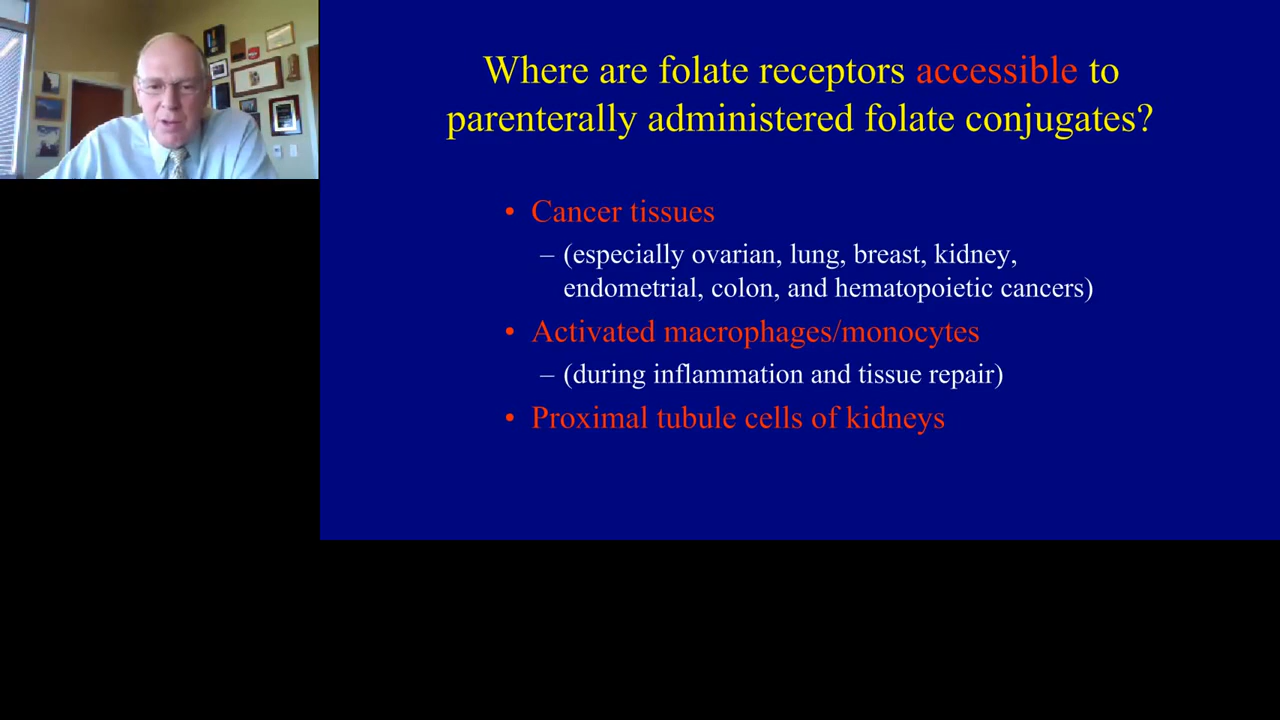 Where are folate receptors accessible to
parenterally administered folate conjugates?
• Cancer tissues
– (especially ovarian, lung, breast, kidney,
endometrial, colon, and hematopoietic cancers)
• Activated macrophages/monocytes
– (during inflammation and tissue repair)
• Proximal tubule cells of kidneys